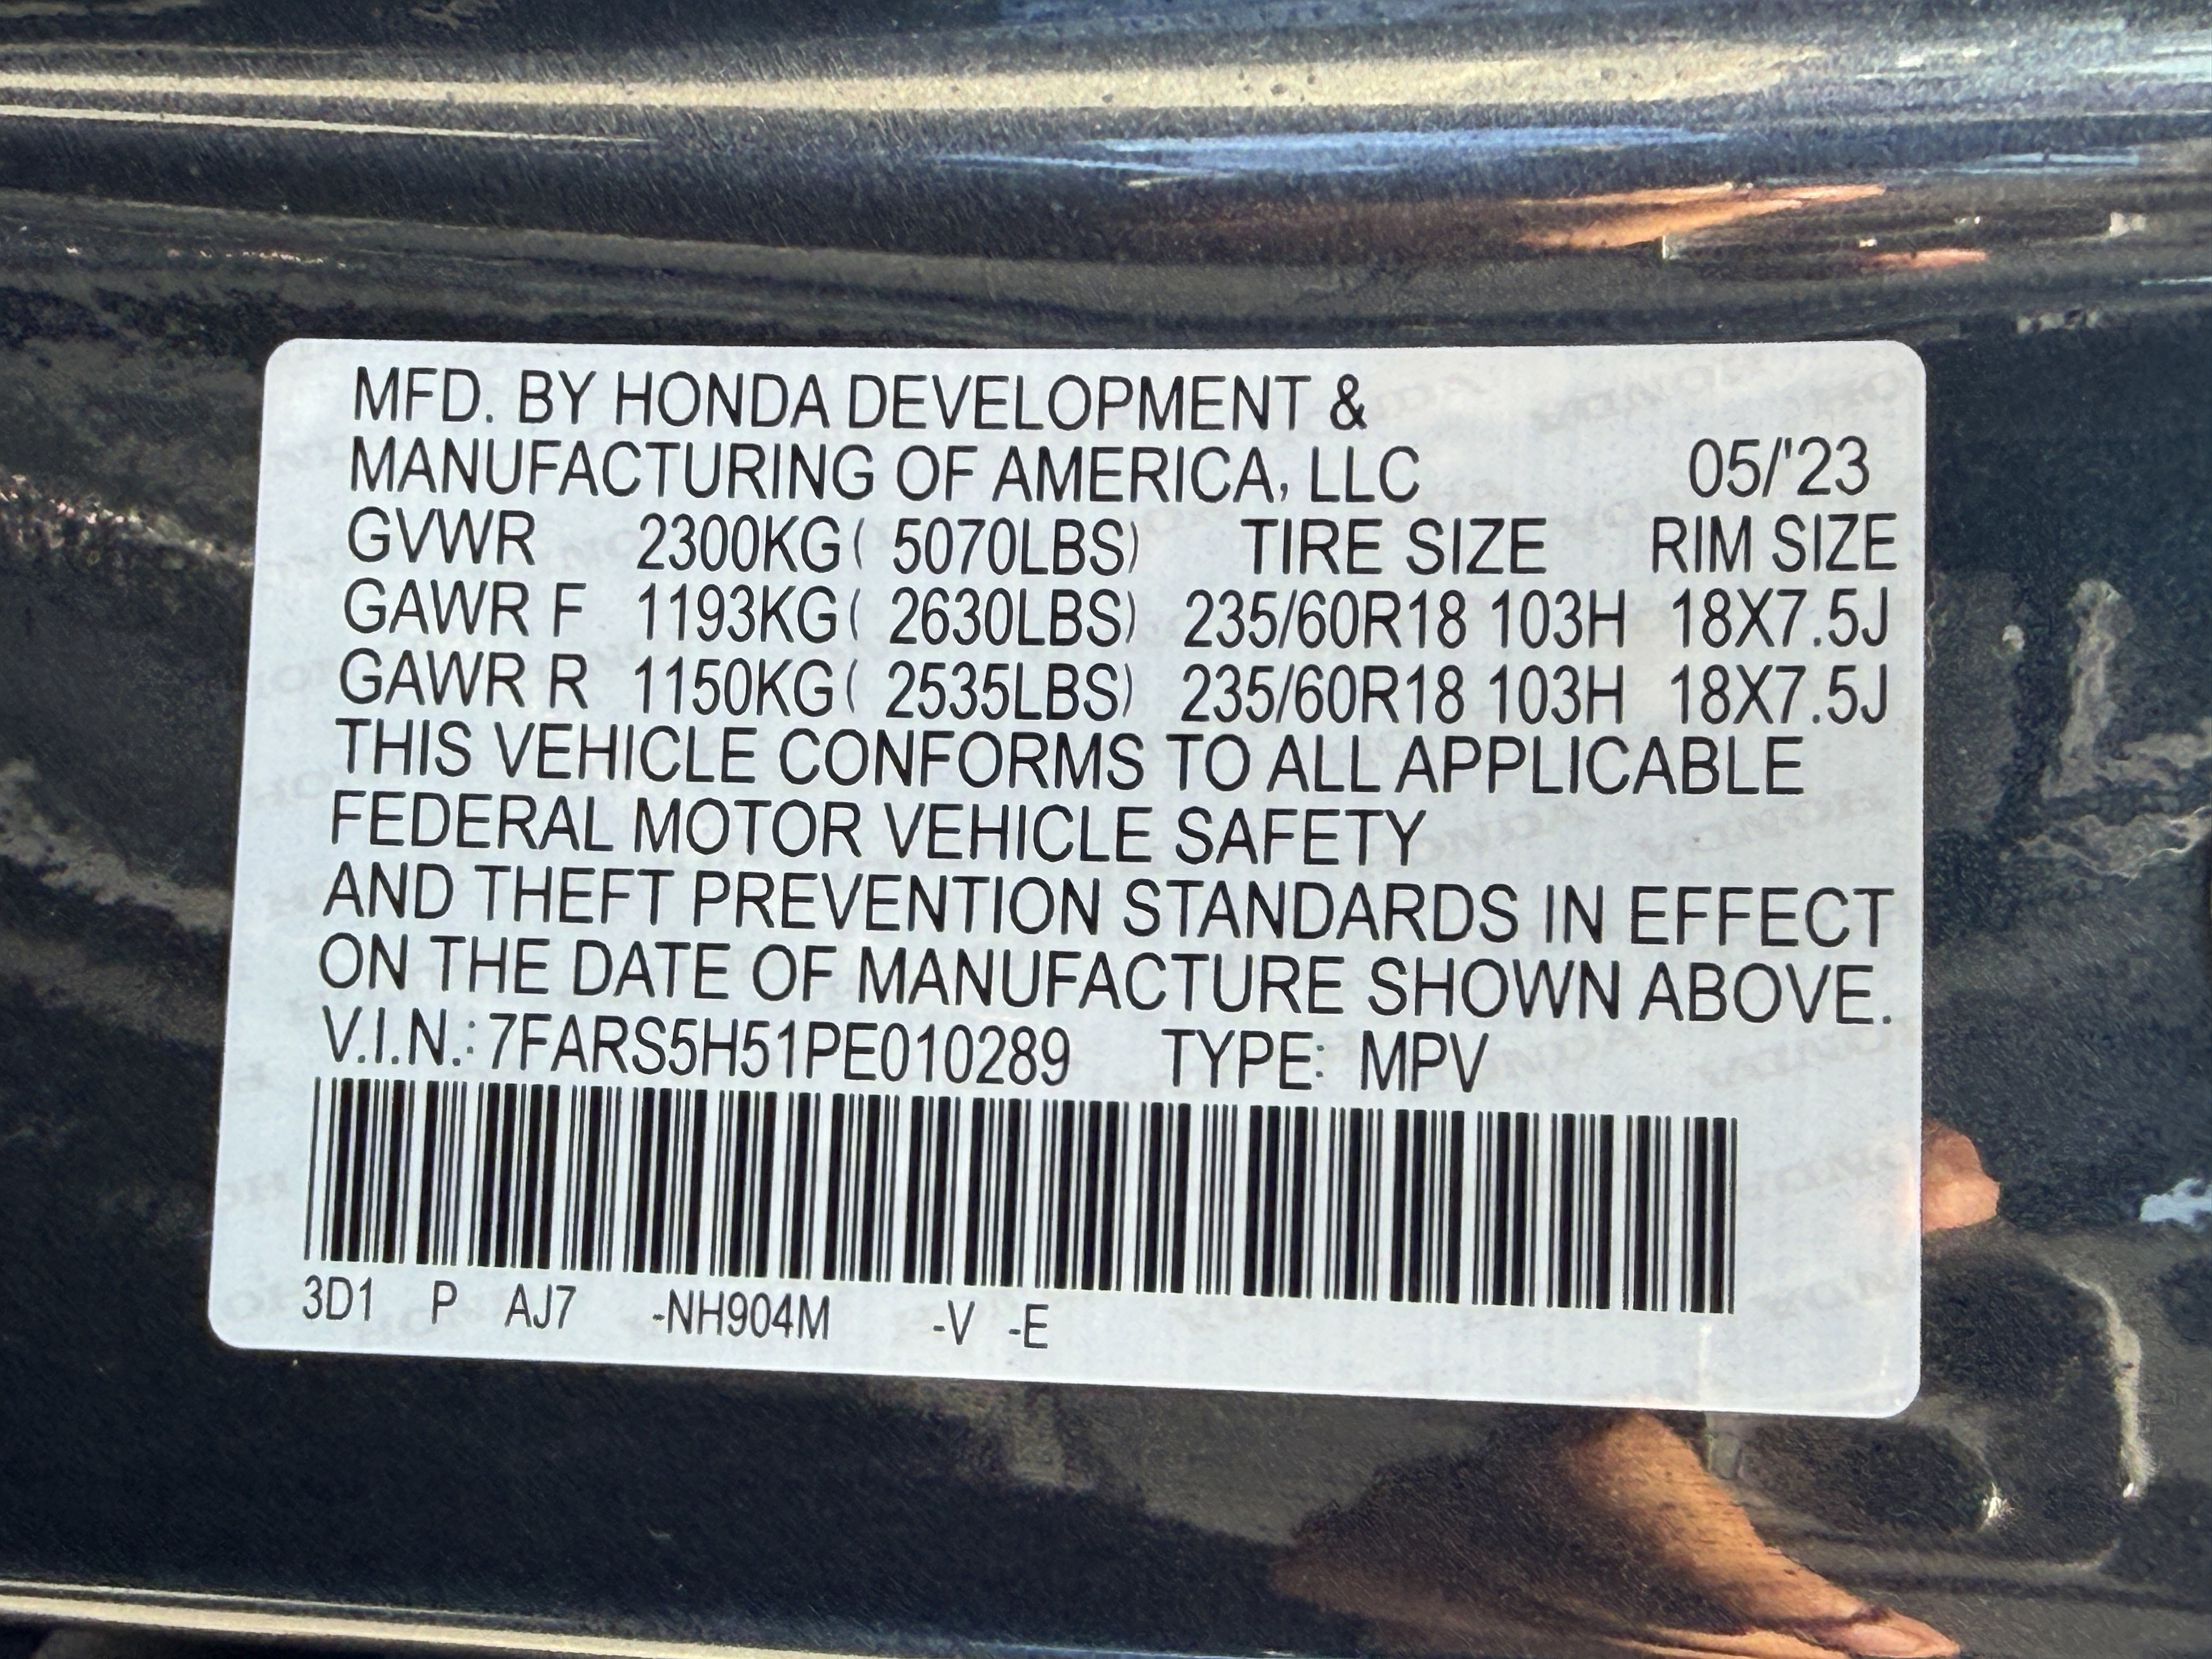 MFD. BY HONDA DEVELOPMENT &
MANUFACTURING OF AMERICA, LLC 05/'23
GVWR 2300KG( 5070LBS) TIRE SIZE RIM SIZE
GAWR F 1193KG( 2630LBS) 235/60R18 103H 18X7.5J
GAWR R 1150KG( 2535LBS) 235/60R18 103H 18X7.5J
THIS VEHICLE CONFORMS TO ALL APPLICABLE
FEDERAL MOTOR VEHICLE SAFETY
AND THEFT PREVENTION STANDARDS IN EFFECT
ON THE DATE OF MANUFACTURE SHOWN ABOVE.
V.I.N.: 7FARS5H51PE010289 TYPE: MPV
3D1 P AJ7 -NH904M -V -E